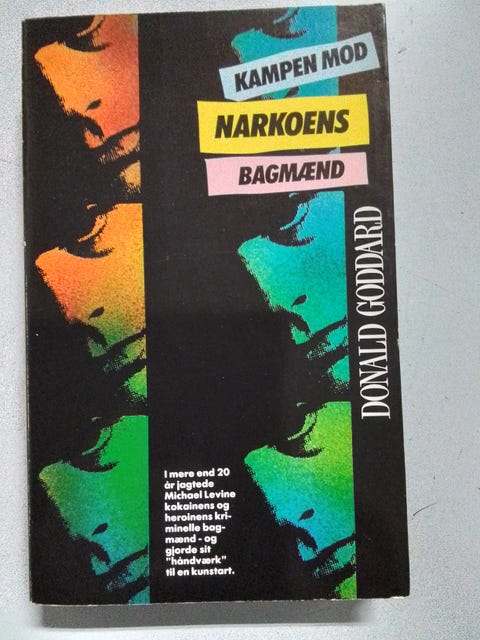 KAMPEN MOD
NARKOENS
BAGMÆND
DONALD GODDARD
I mere end 20
år jagtede
Michael Levine
kokainens og
heroinens kri-
minelle bag-
mænd - og
gjorde sit
"håndværk"
til en kunstart.